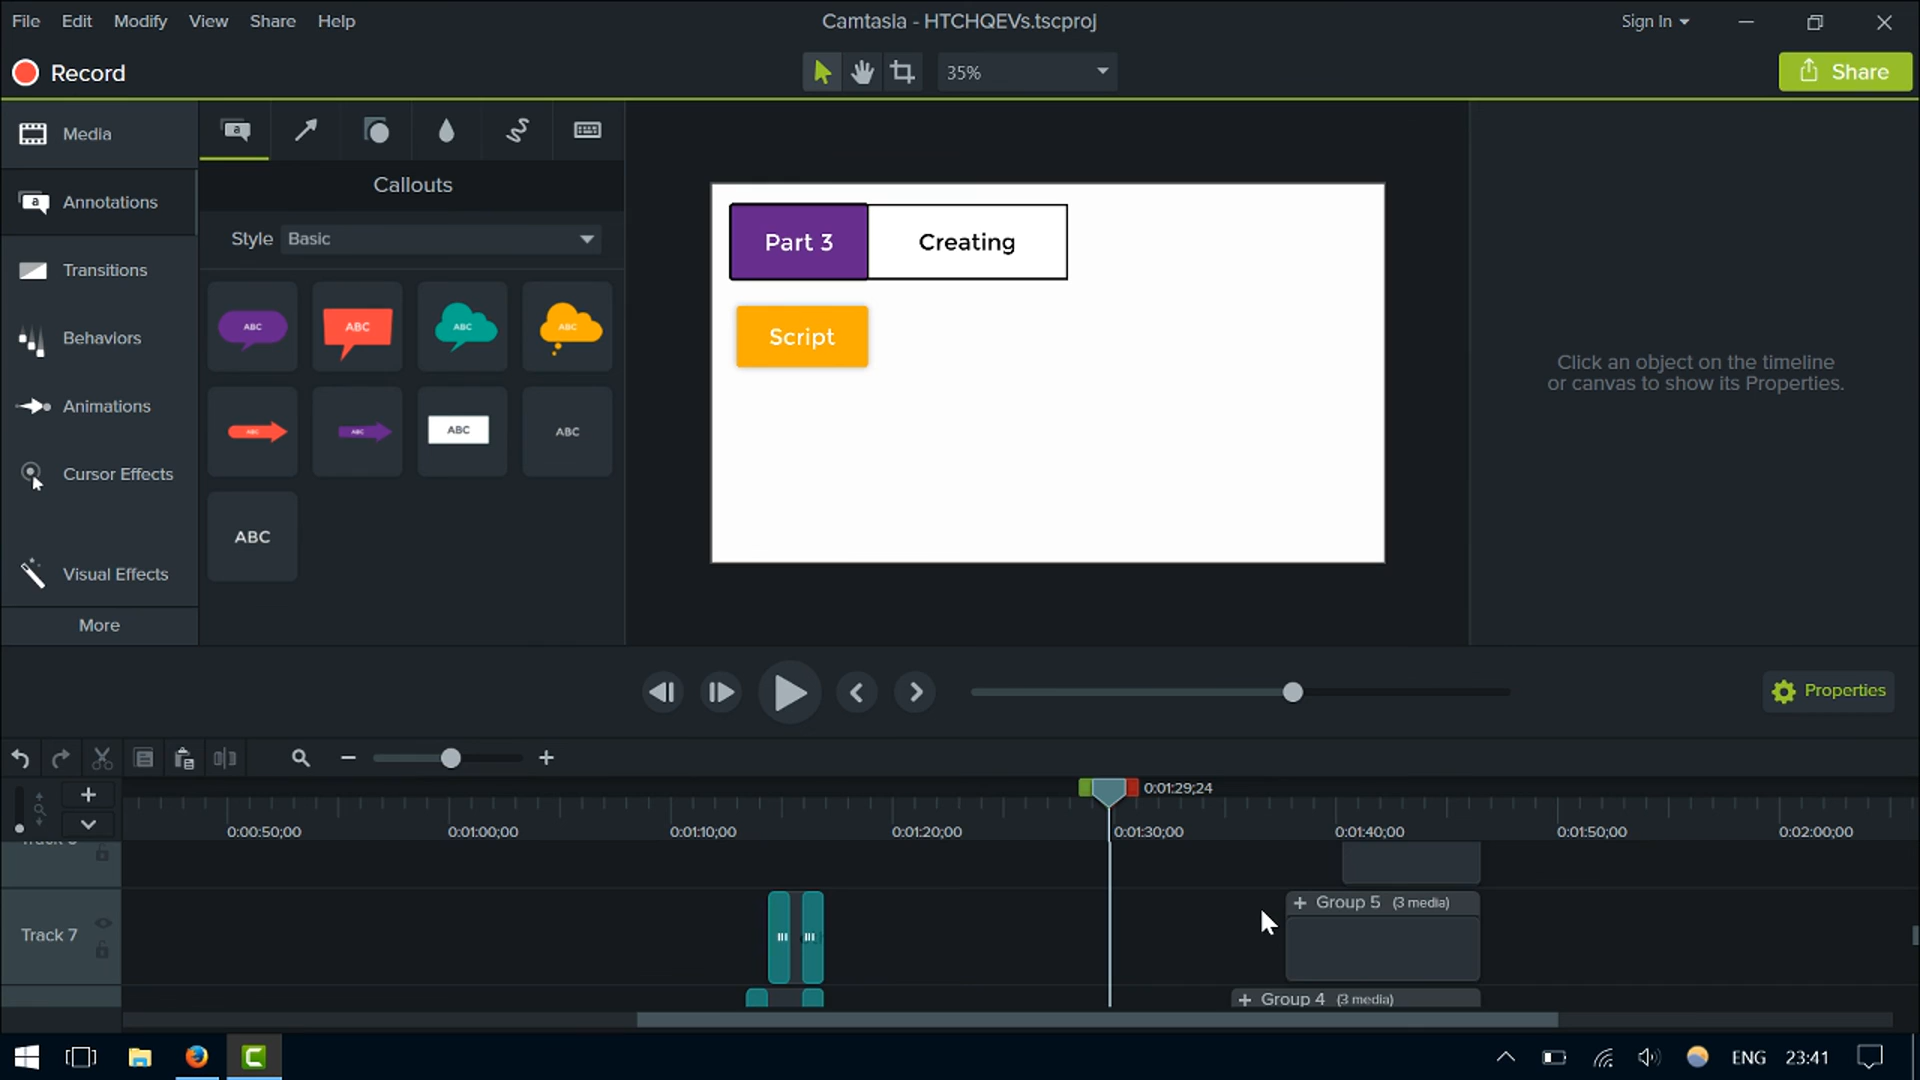 File Edit Modify View Share Help
Camtasia - HTCHQEVs.tscproj
Sign In
Record
35%
Share
Media
Annotations
Transitions
Behaviors
Animations
Cursor Effects
Visual Effects
More
a
Callouts
Style Basic
ABC ABC ABC ABC
ABC ABC ABC ABC
ABC
Part 3 Creating
Script
Click an object on the timeline
or canvas to show its Properties.
Properties
0:01:29;24
0:00:50;00 0:01:00;00 0:01:10;00 0:01:20;00 0:01:30;00 0:01:40;00 0:01:50;00 0:02:00;00
Group 5 (3 media)
Track 7
Group 4 (3 media)
ENG 23:41